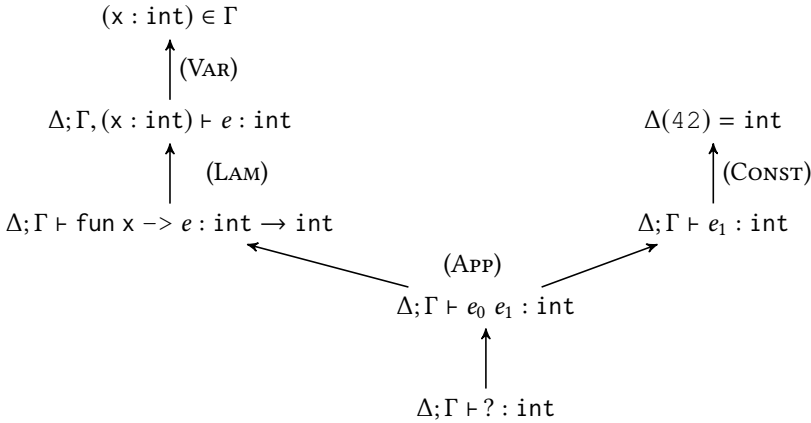 (x : int) ∈ Γ
(Var)
Δ; Γ, (x : int) ⊢ e : int
Δ(42) = int
(Lam)
(Const)
Δ; Γ ⊢ fun x −> e : int → int
Δ; Γ ⊢ e₁ : int
(App)
Δ; Γ ⊢ e₀ e₁ : int
Δ; Γ ⊢ ? : int